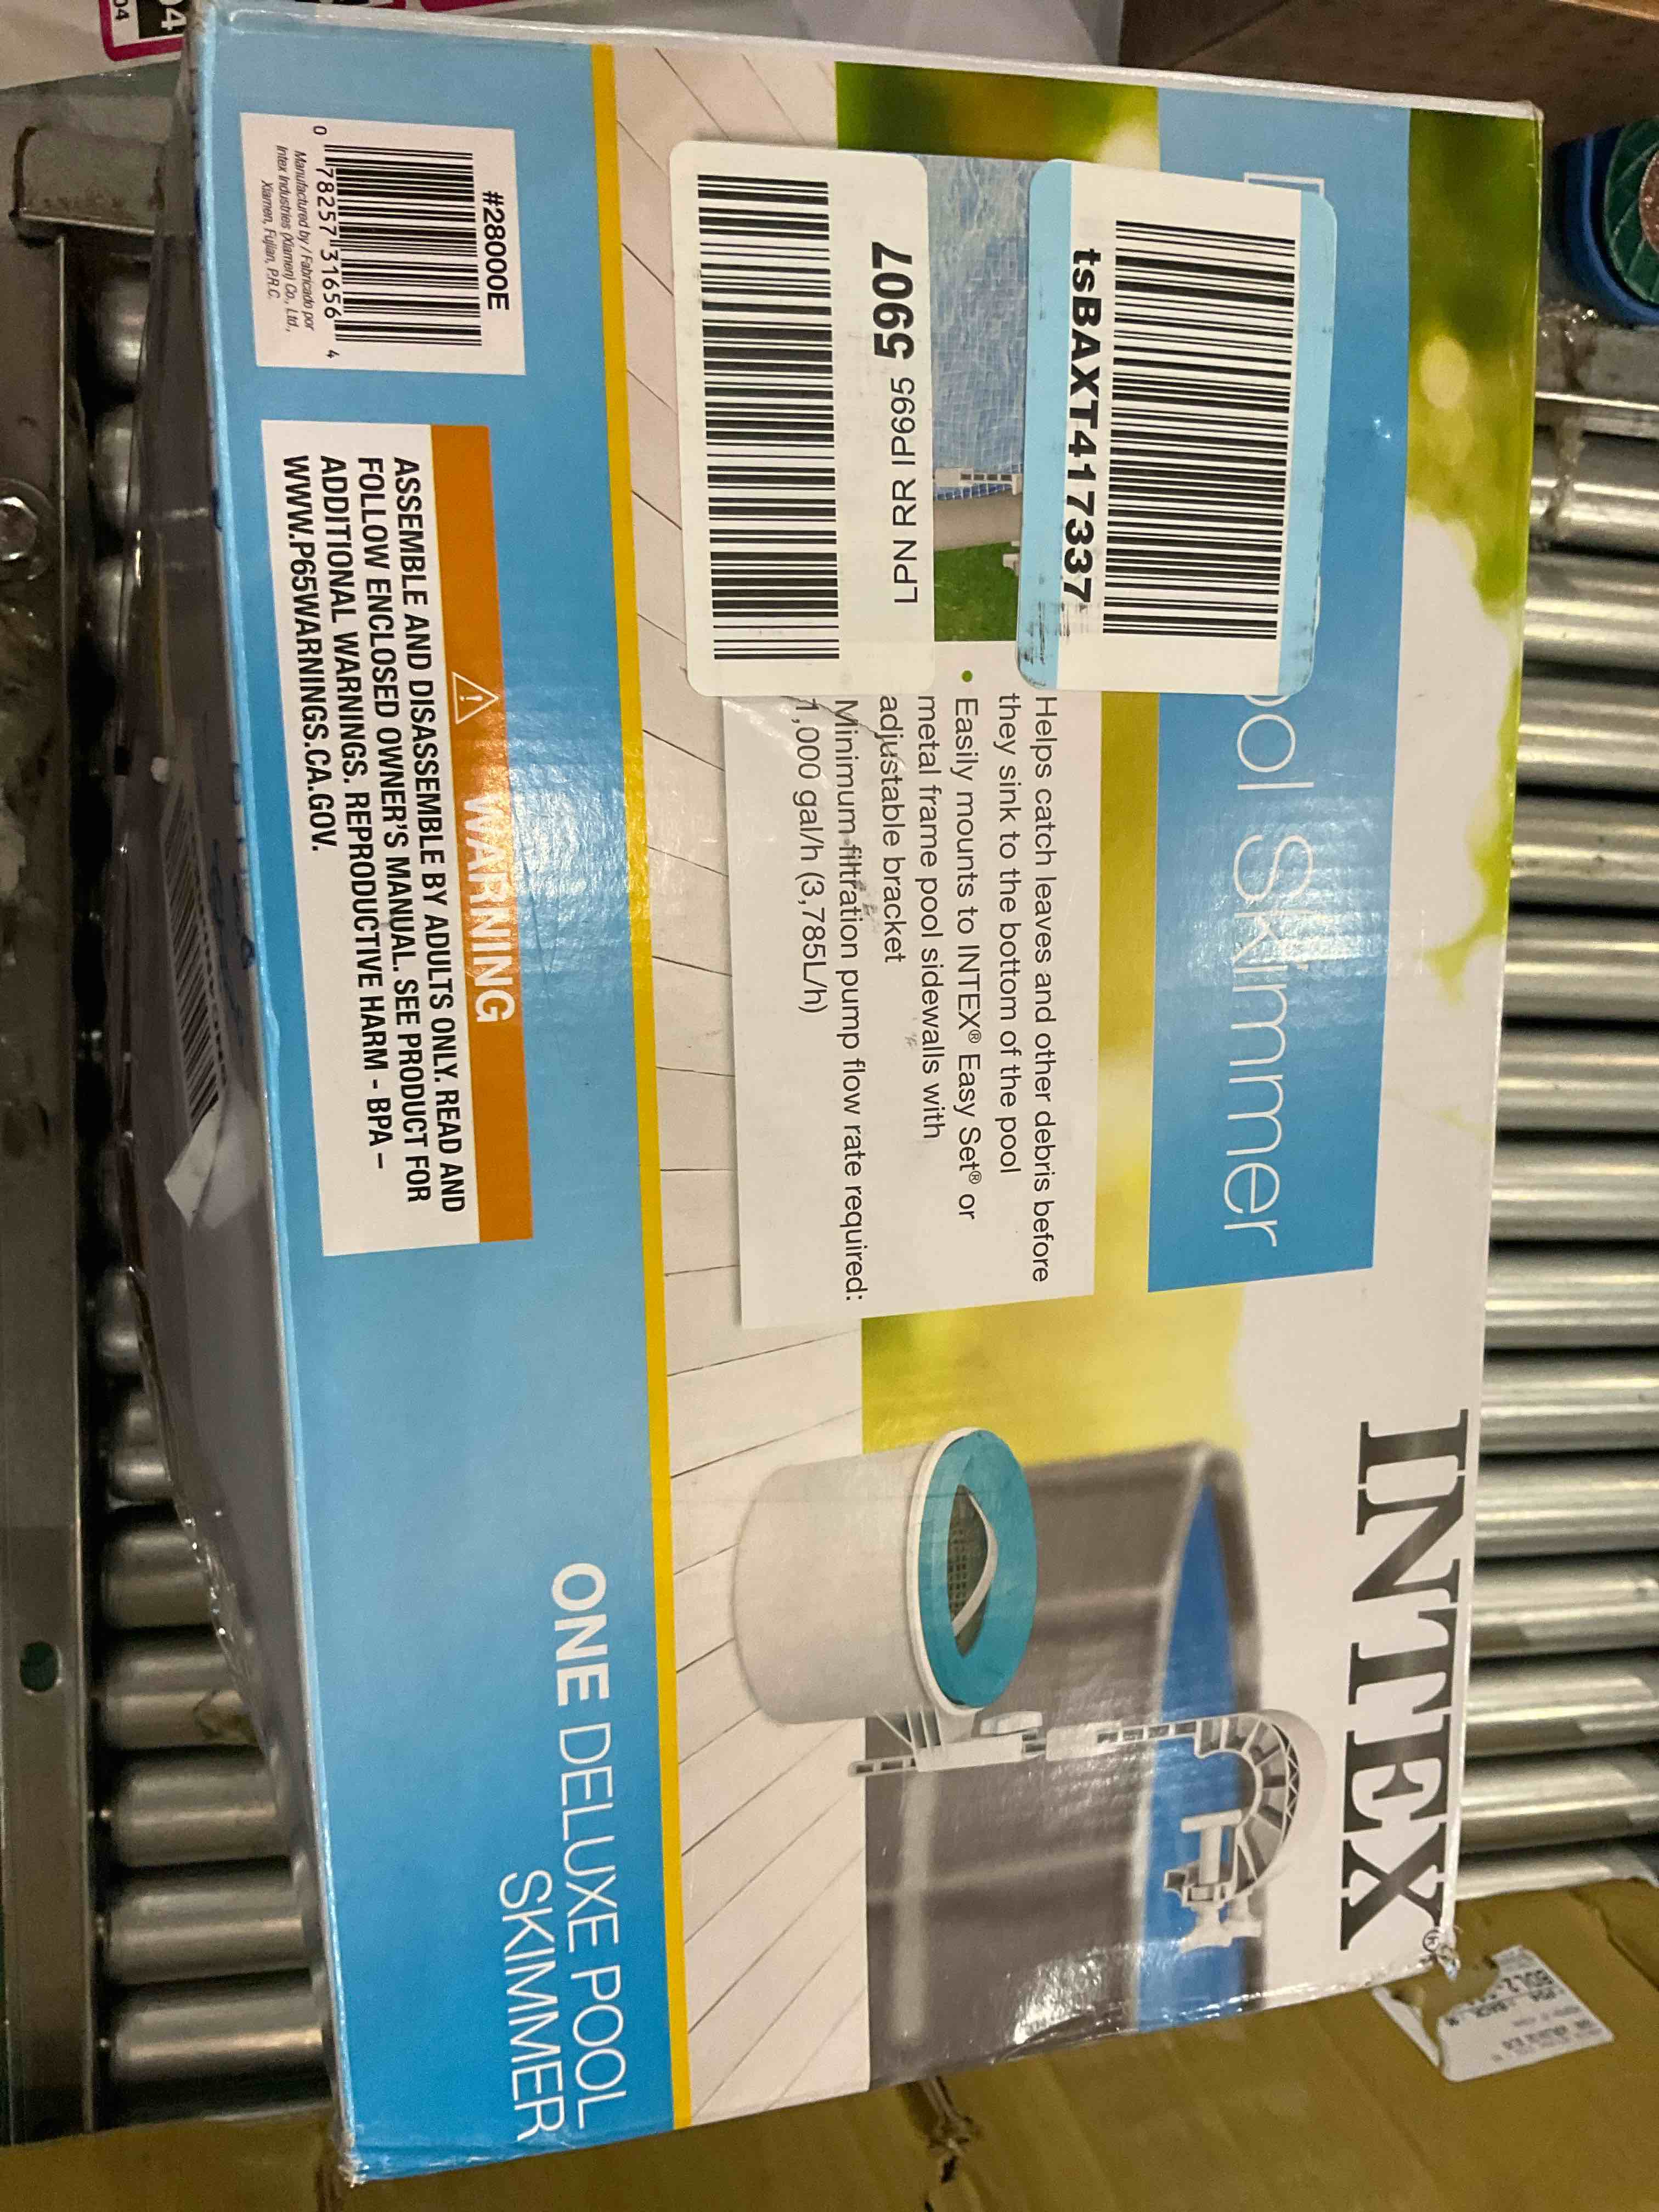 INTEX®
ool Skimmer
tsBAXT417337
LPN RR IP695 5907
Helps catch leaves and other debris before
they sink to the bottom of the pool
• Easily mounts to INTEX® Easy Set® or
metal frame pool sidewalls with
adjustable bracket
Minimum filtration pump flow rate required:
1,000 gal/h (3,785L/h)
ONE DELUXE POOL
SKIMMER
#28000E
0 78257 31656 4
Manufactured by / Fabricado por
Intex Industries (Xiamen) Co., Ltd.,
Xiamen, Fujian, P.R.C.
WARNING
ASSEMBLE AND DISASSEMBLE BY ADULTS ONLY. READ AND
FOLLOW ENCLOSED OWNER'S MANUAL. SEE PRODUCT FOR
ADDITIONAL WARNINGS. REPRODUCTIVE HARM - BPA –
WWW.P65WARNINGS.CA.GOV.
04